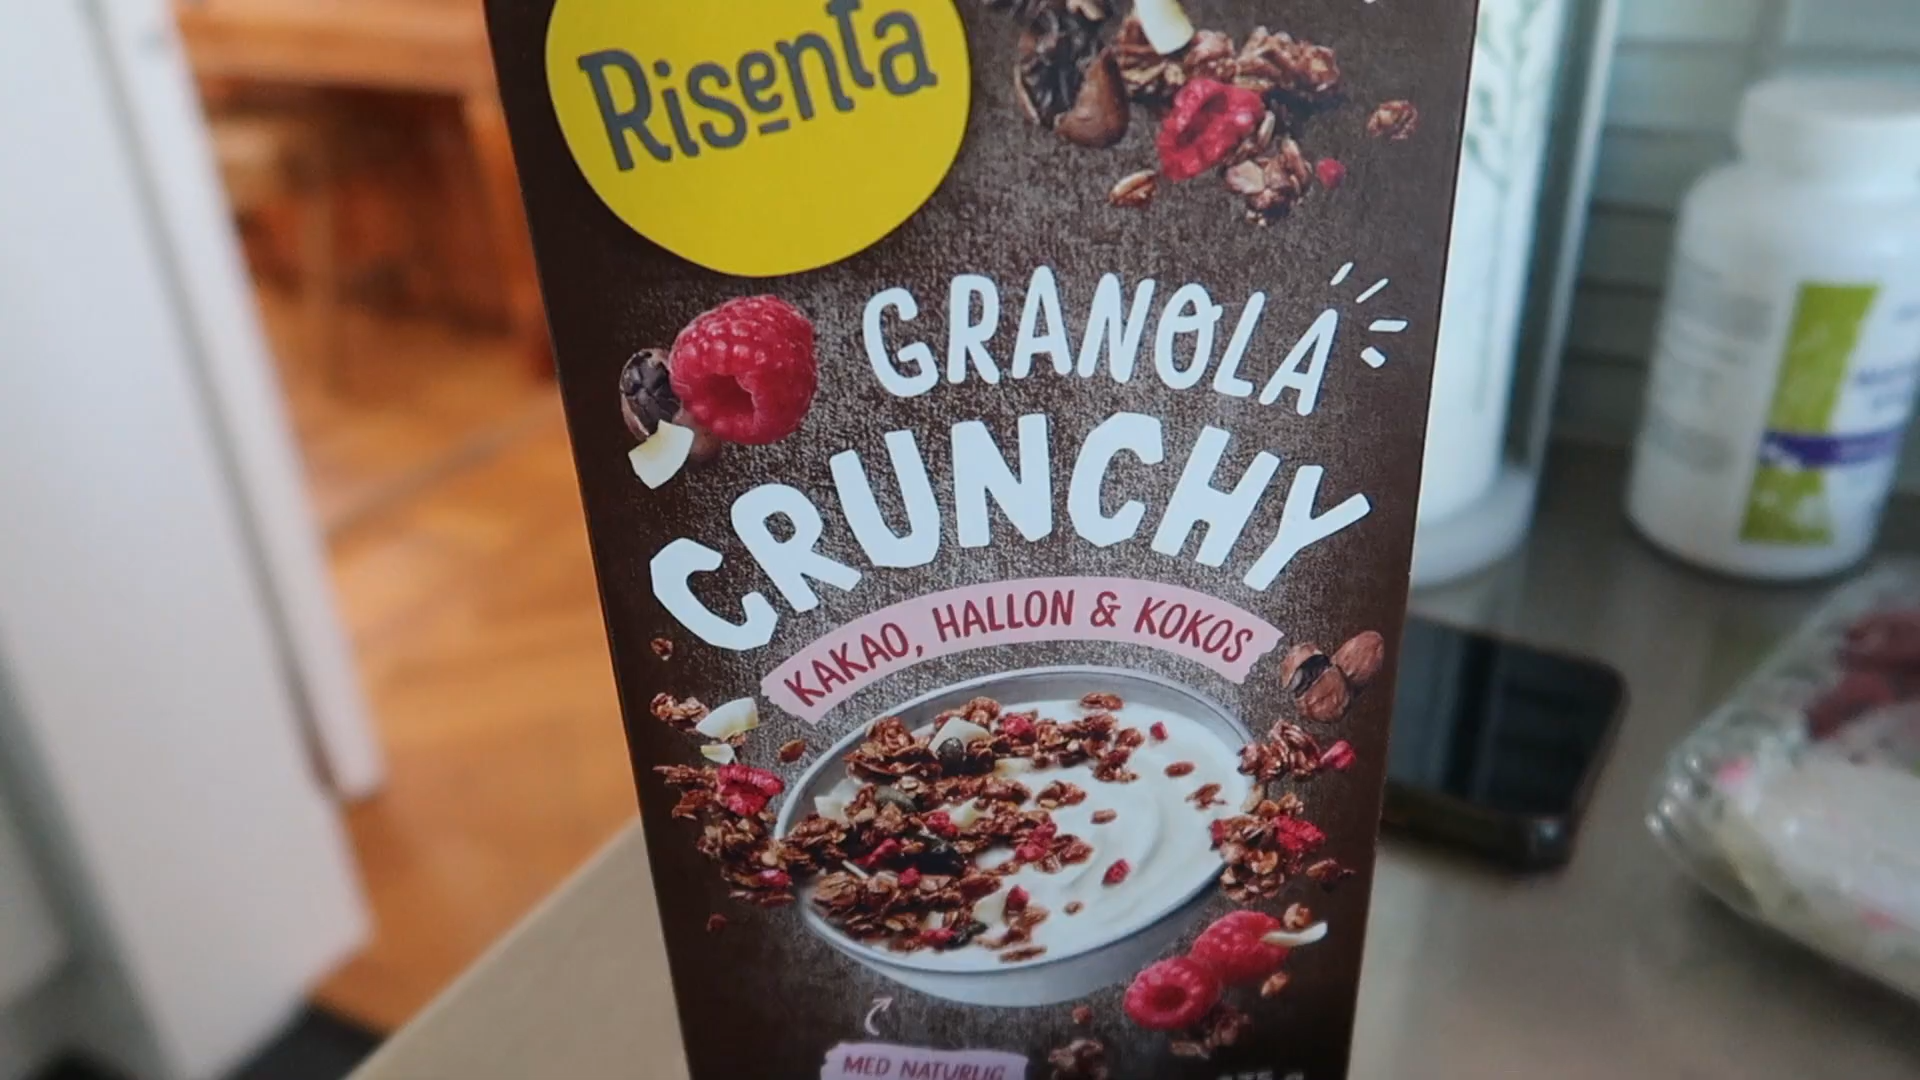 Risenta
GRANOLA
CRUNCHY
KAKAO, HALLON & KOKOS
MED NATURLIG